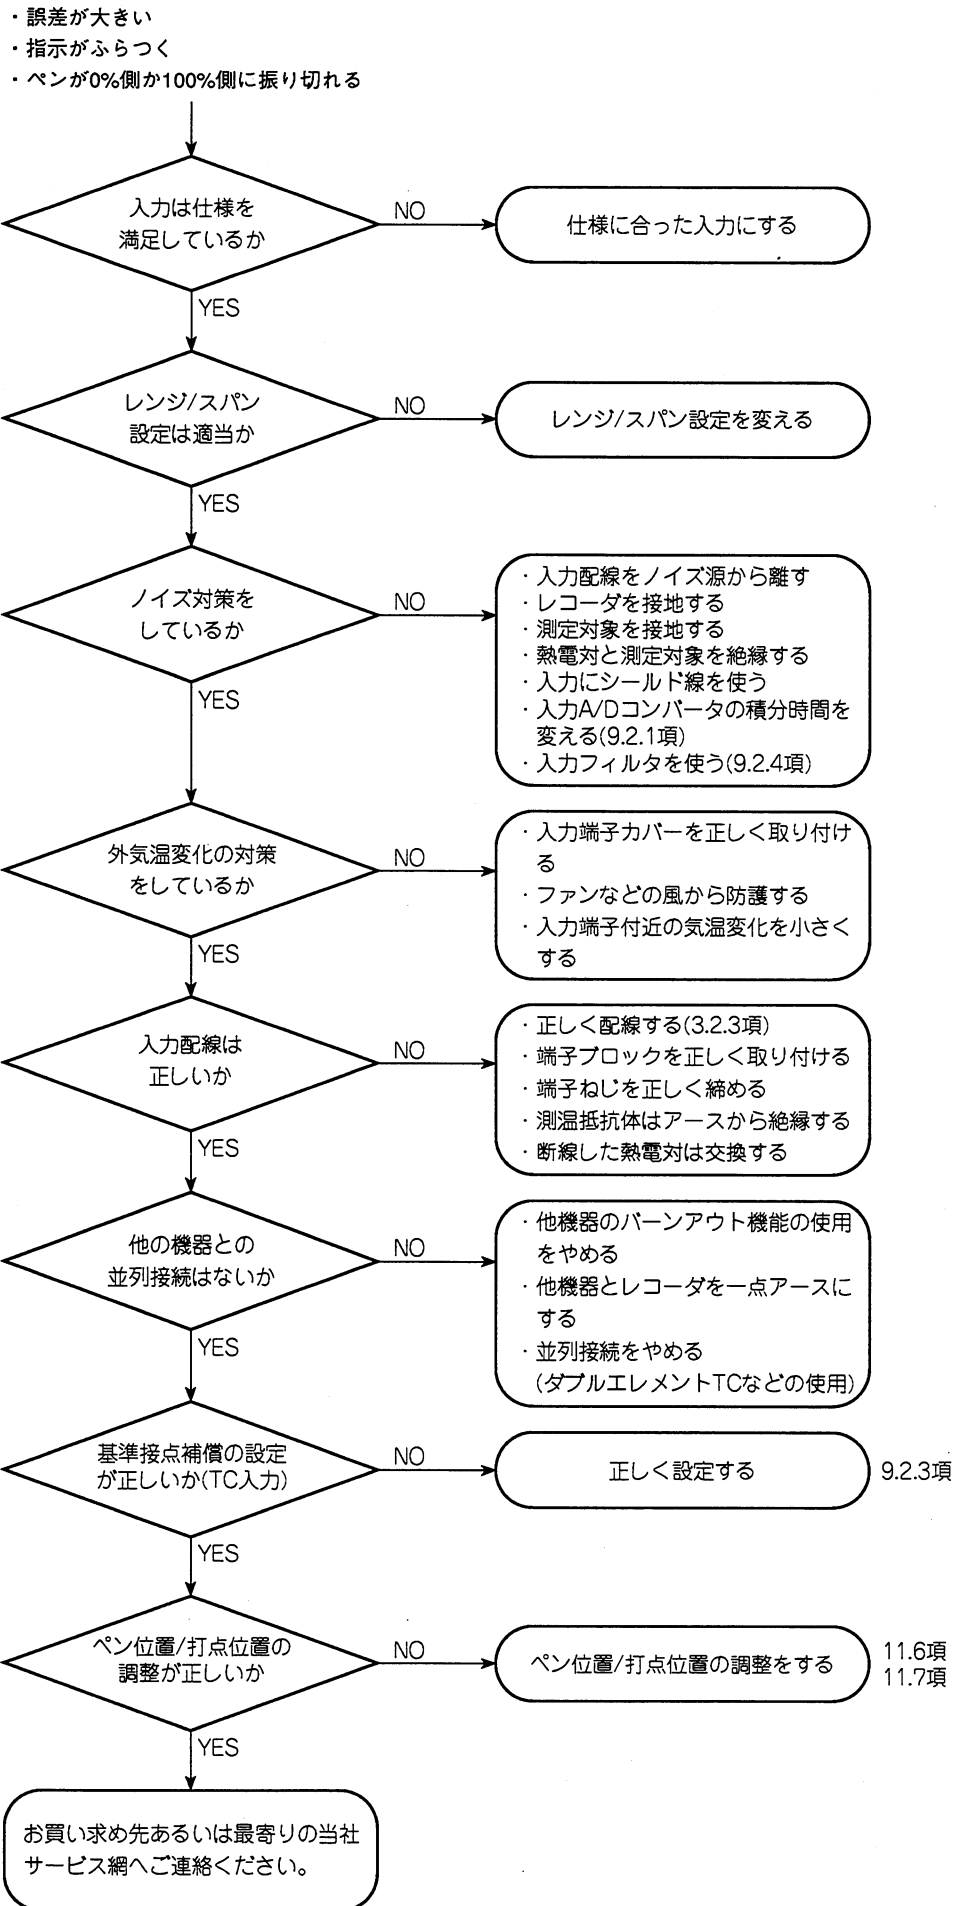 ・誤差が大きい
・指示がふらつく
・ペンが0%側か100%側に振り切れる
入力は仕様を
満足しているか
NO
仕様に合った入力にする
YES
レンジ/スパン
設定は適当か
NO
レンジ/スパン設定を変える
YES
ノイズ対策を
しているか
NO
・入力配線をノイズ源から離す
・レコーダを接地する
・測定対象を接地する
・熱電対と測定対象を絶縁する
・入力にシールド線を使う
・入力A/Dコンバータの積分時間を
変える(9.2.1項)
・入力フィルタを使う(9.2.4項)
YES
外気温変化の対策
をしているか
NO
・入力端子カバーを正しく取り付け
る
・ファンなどの風から防護する
・入力端子付近の気温変化を小さく
する
YES
入力配線は
正しいか
NO
・正しく配線する(3.2.3項)
・端子ブロックを正しく取り付ける
・端子ねじを正しく締める
・測温抵抗体はアースから絶縁する
・断線した熱電対は交換する
YES
他の機器との
並列接続はないか
NO
・他機器のバーンアウト機能の使用
をやめる
・他機器とレコーダを一点アースに
する
・並列接続をやめる
(ダブルエレメントTCなどの使用)
YES
基準接点補償の設定
が正しいか(TC入力)
NO
正しく設定する
9.2.3項
YES
ペン位置/打点位置の
調整が正しいか
NO
ペン位置/打点位置の調整をする
11.6項
11.7項
YES
お買い求め先あるいは最寄りの当社
サービス網へご連絡ください。